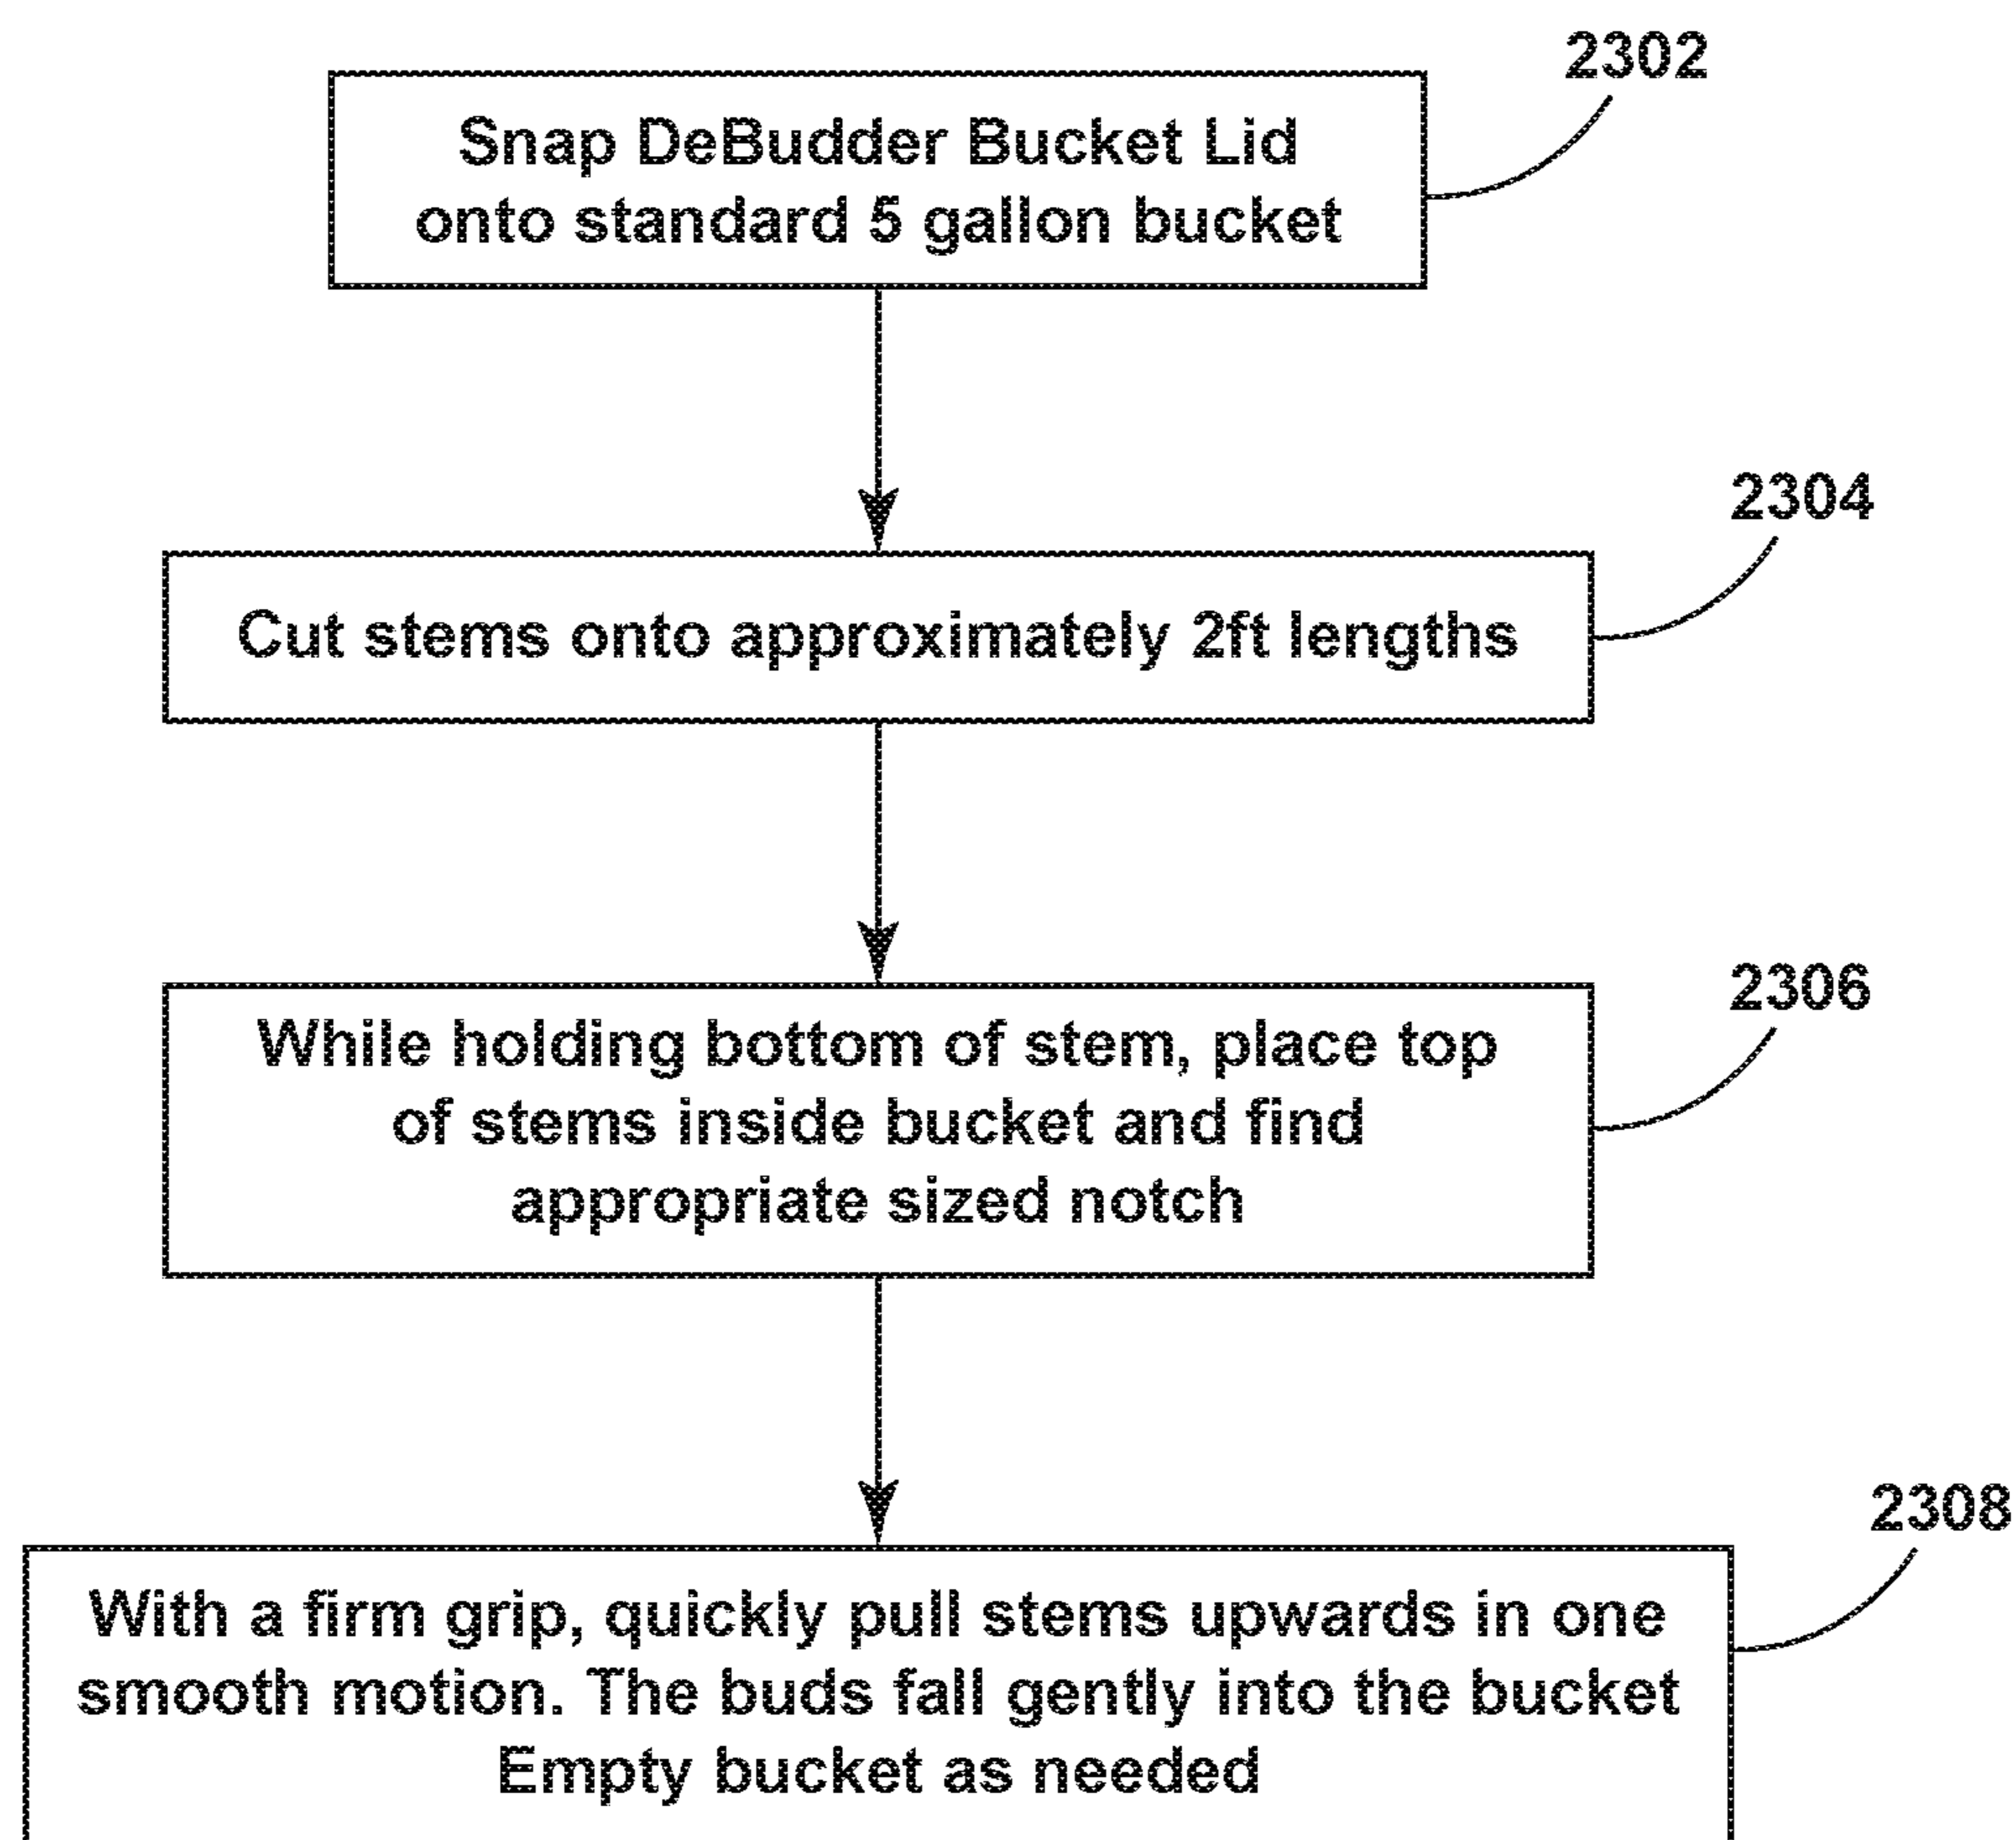 2302
Snap DeBudder Bucket Lid
onto standard 5 gallon bucket
2304
Cut stems onto approximately 2ft lengths
2306
While holding bottom of stem, place top
of stems inside bucket and find
appropriate sized notch
2308
With a firm grip, quickly pull stems upwards in one
smooth motion. The buds fall gently into the bucket
Empty bucket as needed